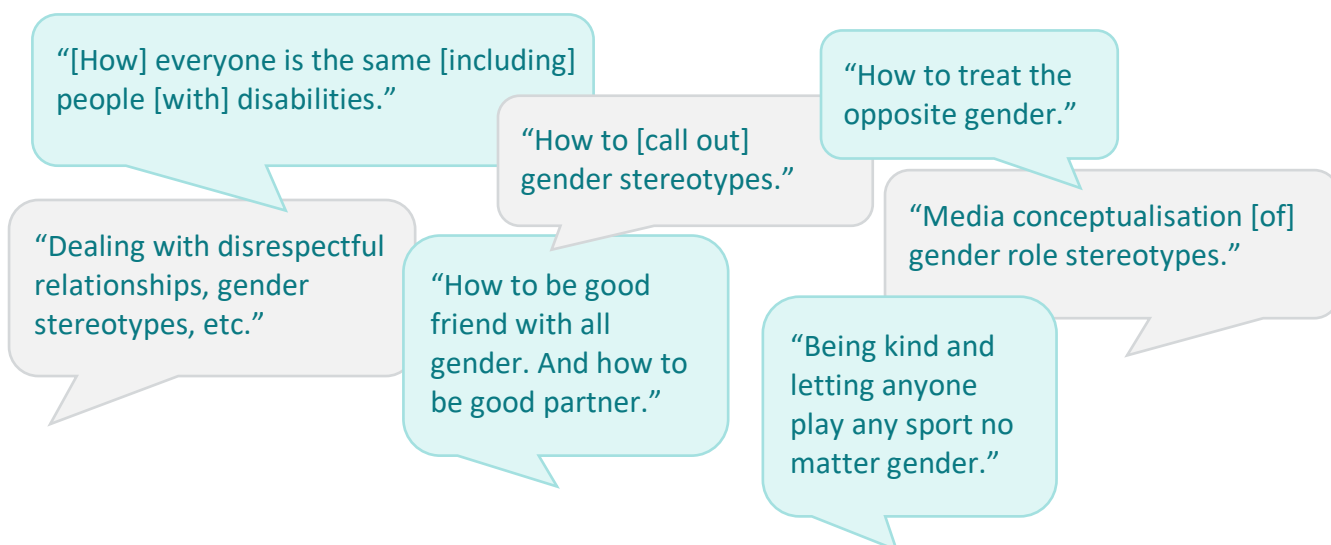 “[How] everyone is the same [including]
people [with] disabilities.”
“How to [call out]
gender stereotypes.”
“How to treat the
opposite gender.”
“Dealing with disrespectful
relationships, gender
stereotypes, etc.”
“How to be good
friend with all
gender. And how to
be good partner.”
“Media conceptualisation [of]
gender role stereotypes.”
“Being kind and
letting anyone
play any sport no
matter gender.”